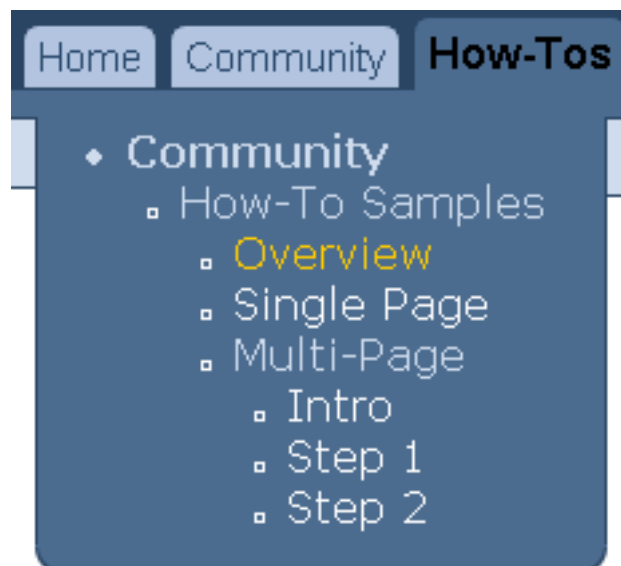 Home Community How-Tos
Community
How-To Samples
Overview
Single Page
Multi-Page
Intro
Step 1
Step 2